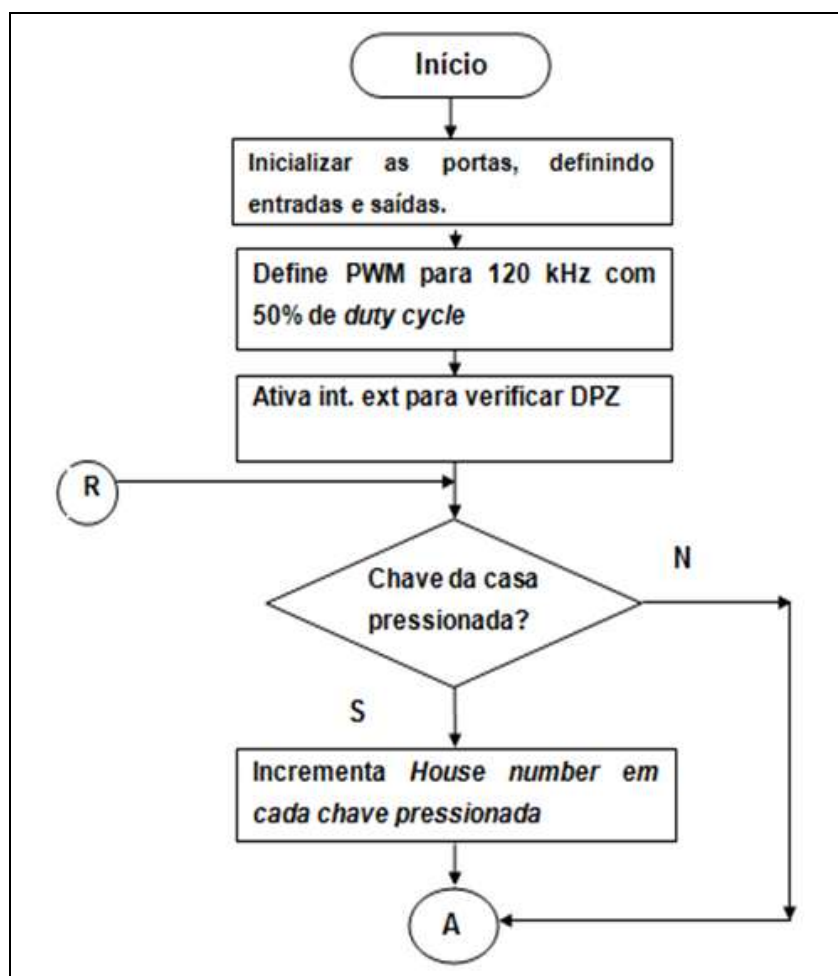 Início
Inicializar as portas, definindo
entradas e saídas.
Define PWM para 120 kHz com
50% de duty cycle
Ativa int. ext para verificar DPZ
R
Chave da casa
pressionada?
N
S
Incrementa House number em
cada chave pressionada
A